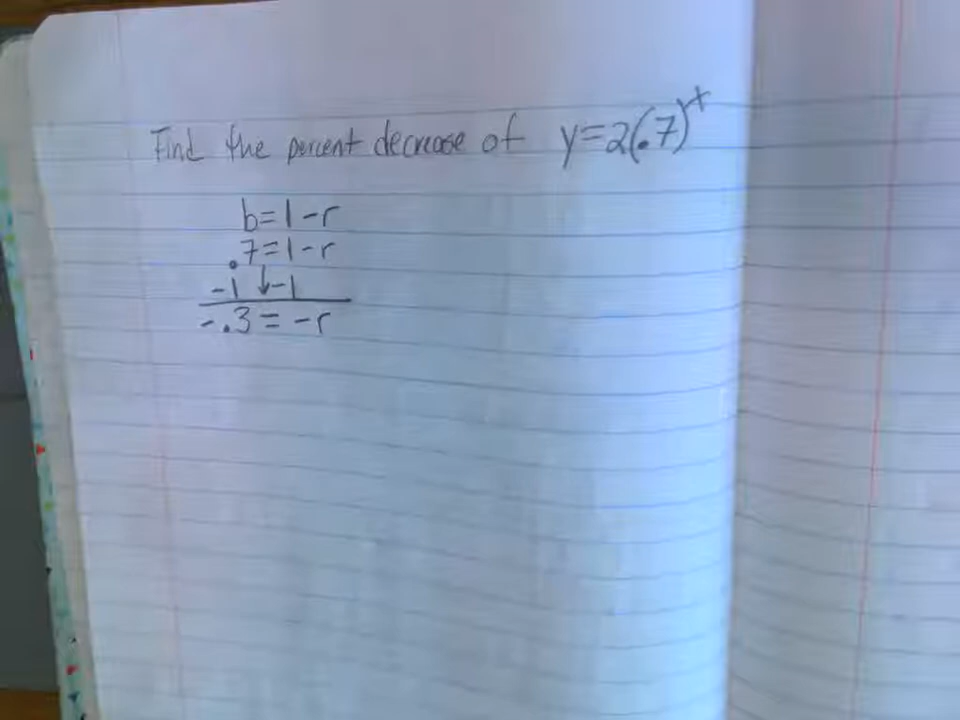 Find the percent decrease of y=2(.7)^x
b=1-r
.7=1-r
-1 ↓-1
-.3=-r